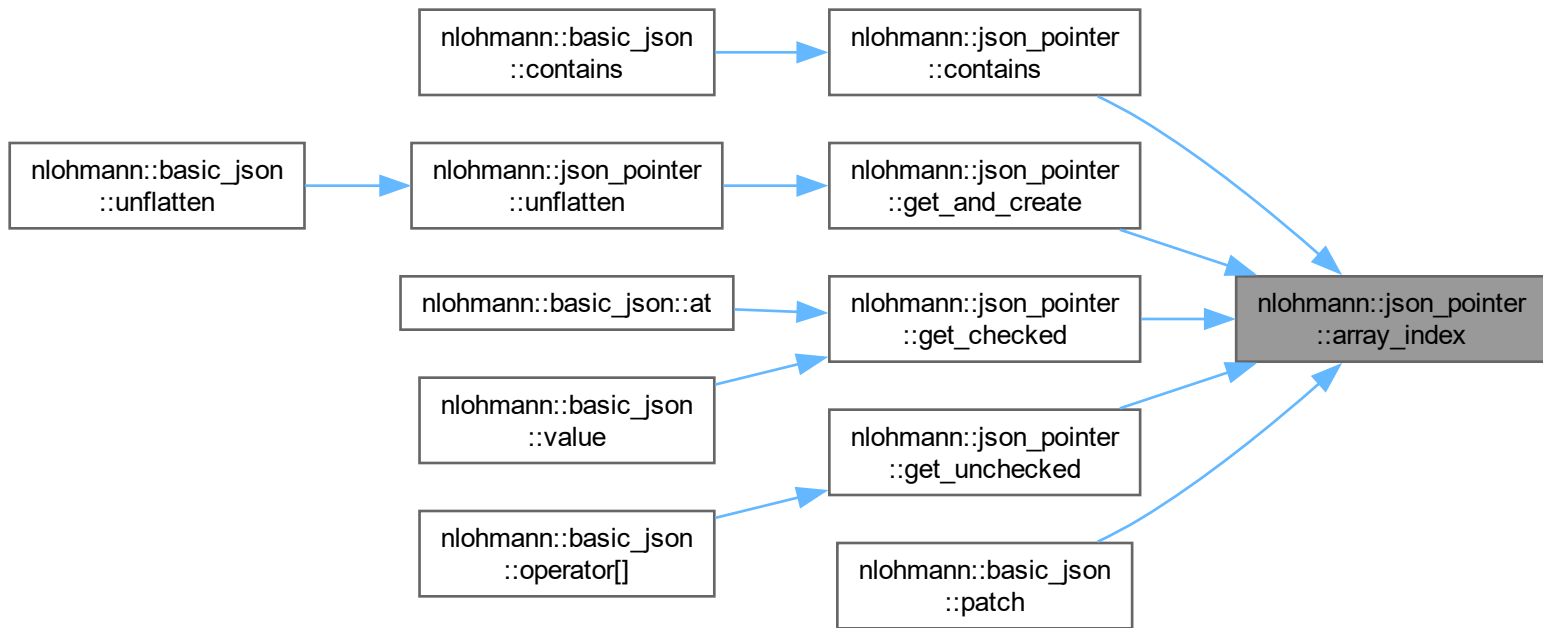 nlohmann::basic_json
::contains
nlohmann::json_pointer
::contains
nlohmann::basic_json
::unflatten
nlohmann::json_pointer
::unflatten
nlohmann::json_pointer
::get_and_create
nlohmann::basic_json::at
nlohmann::json_pointer
::get_checked
nlohmann::json_pointer
::array_index
nlohmann::basic_json
::value
nlohmann::json_pointer
::get_unchecked
nlohmann::basic_json
::operator[]
nlohmann::basic_json
::patch